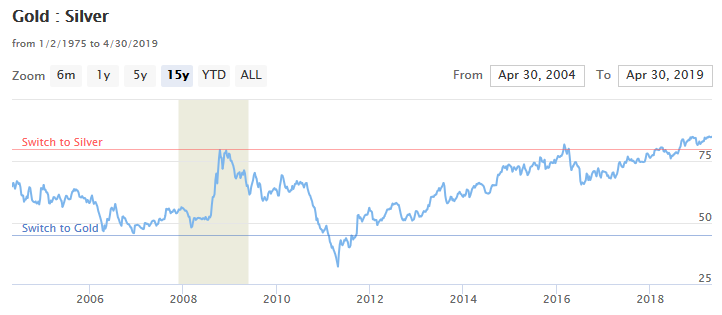 Gold : Silver
from 1/2/1975 to 4/30/2019
Zoom 6m 1y 5y 15y YTD ALL From Apr 30, 2004 To Apr 30, 2019
Switch to Silver
75
50
Switch to Gold
25
2006 2008 2010 2012 2014 2016 2018